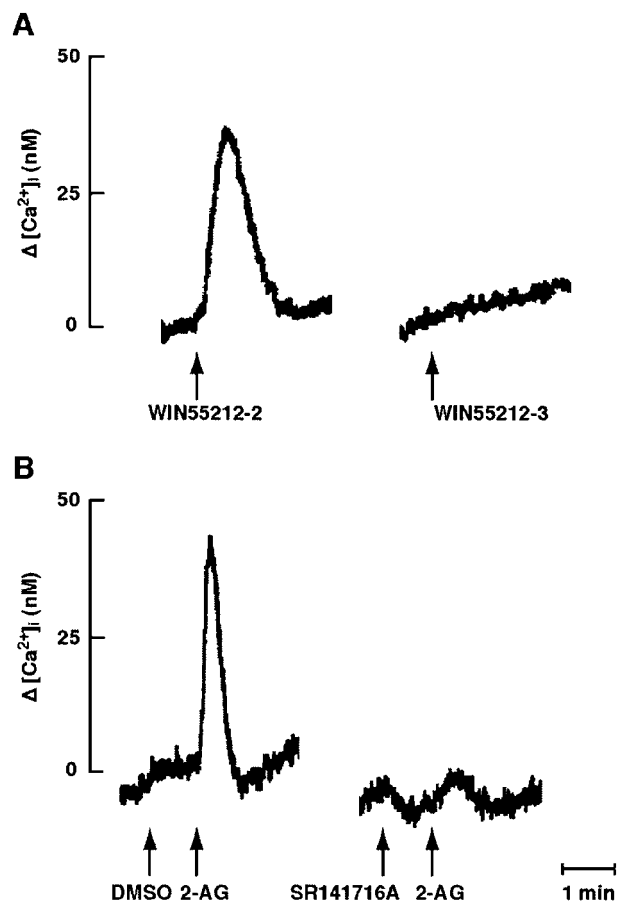 A
50
25
0
Δ [Ca²⁺]ᵢ (nM)
WIN55212-2
WIN55212-3
B
50
25
0
Δ [Ca²⁺]ᵢ (nM)
DMSO 2-AG
SR141716A 2-AG
1 min